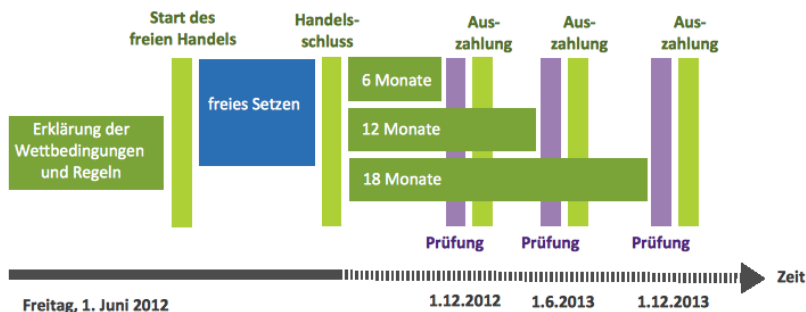 Start des
freien Handels
Handels-
schluss
Aus-
zahlung
Aus-
zahlung
Aus-
zahlung
Erklärung der
Wettbedingungen
und Regeln
freies Setzen
6 Monate
12 Monate
18 Monate
Prüfung
Prüfung
Prüfung
Zeit
Freitag, 1. Juni 2012
1.12.2012
1.6.2013
1.12.2013